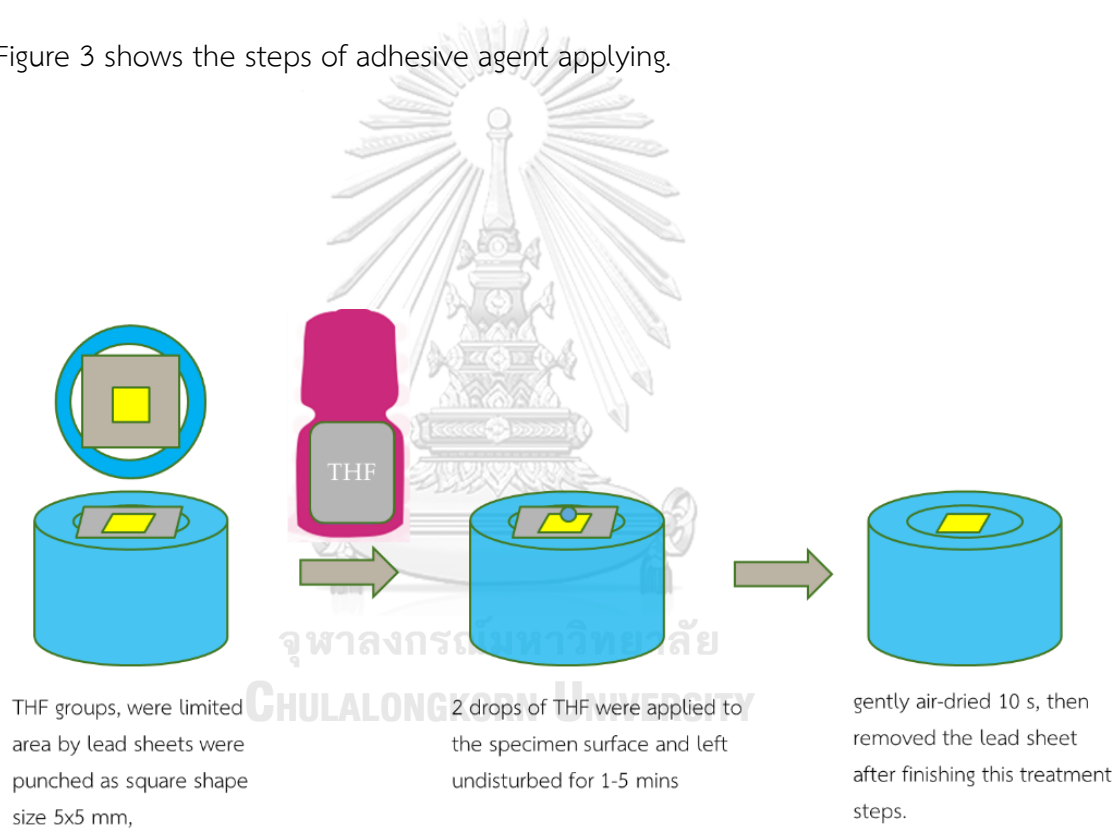 Figure 3 shows the steps of adhesive agent applying.
THF
จุฬาลงกรณ์มหาวิทยาลัย
CHULALONGKORN UNIVERSITY
THF groups, were limited
area by lead sheets were
punched as square shape
size 5x5 mm,
2 drops of THF were applied to
the specimen surface and left
undisturbed for 1-5 mins
gently air-dried 10 s, then
removed the lead sheet
after finishing this treatment
steps.